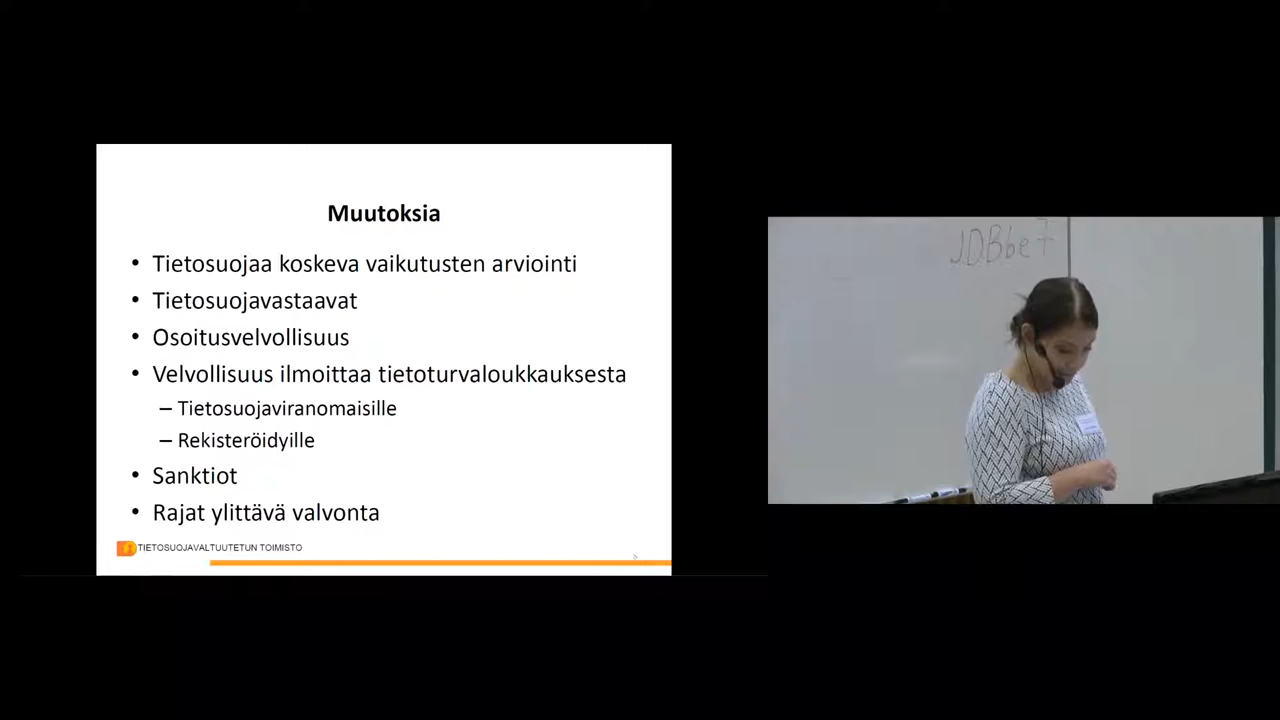 Muutoksia
• Tietosuojaa koskeva vaikutusten arviointi
• Tietosuojavastaavat
• Osoitusvelvollisuus
• Velvollisuus ilmoittaa tietoturvaloukkauksesta
– Tietosuojaviranomaisille
– Rekisteröidyille
• Sanktiot
• Rajat ylittävä valvonta
TIETOSUOJAVALTUUTETUN TOIMISTO